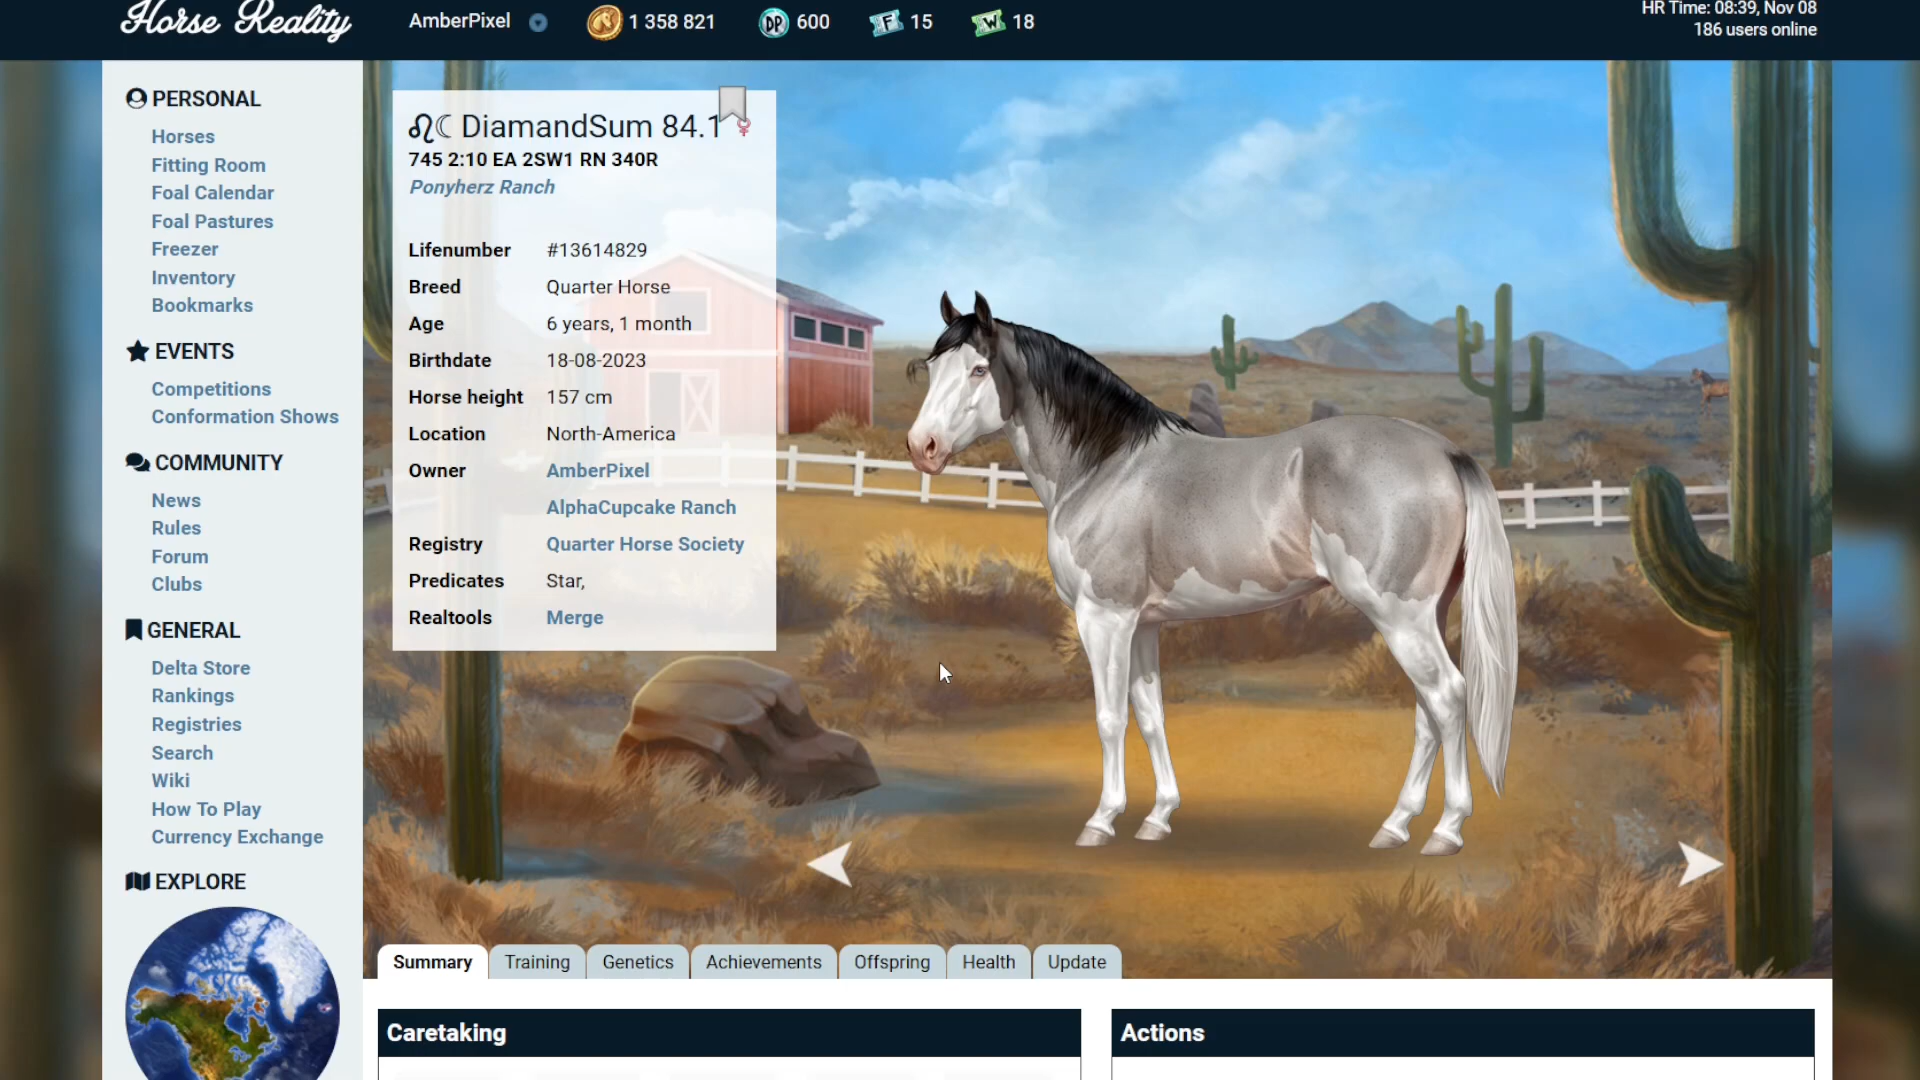 Horse Reality
AmberPixel
1 358 821
DP 600
F 15
W 18
HR Time: 08:39, Nov 08
186 users online
PERSONAL
Horses
Fitting Room
Foal Calendar
Foal Pastures
Freezer
Inventory
Bookmarks
EVENTS
Competitions
Conformation Shows
COMMUNITY
News
Rules
Forum
Clubs
GENERAL
Delta Store
Rankings
Registries
Search
Wiki
How To Play
Currency Exchange
EXPLORE
♌☾ DiamandSum 84.1
745 2:10 EA 2SW1 RN 340R
Ponyherz Ranch
Lifenumber #13614829
Breed Quarter Horse
Age 6 years, 1 month
Birthdate 18-08-2023
Horse height 157 cm
Location North-America
Owner AmberPixel
AlphaCupcake Ranch
Registry Quarter Horse Society
Predicates Star,
Realtools Merge
Summary
Training
Genetics
Achievements
Offspring
Health
Update
Caretaking
Actions